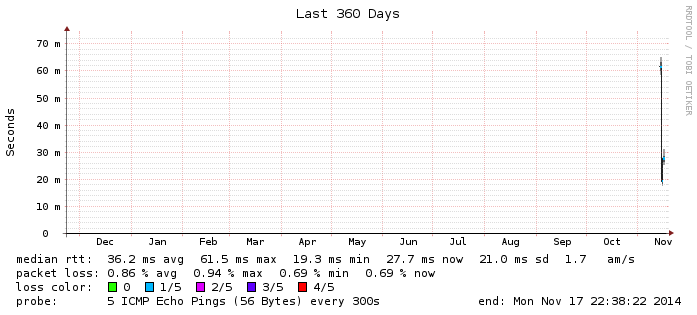 Last 360 Days
RRDTOOL / TOBI OETIKER
Seconds
70 m
60 m
50 m
40 m
30 m
20 m
10 m
0
Dec Jan Feb Mar Apr May Jun Jul Aug Sep Oct Nov
median rtt: 36.2 ms avg 61.5 ms max 19.3 ms min 27.7 ms now 21.0 ms sd 1.7 am/s
packet loss: 0.86 % avg 0.94 % max 0.69 % min 0.69 % now
loss color: 0 1/5 2/5 3/5 4/5
probe: 5 ICMP Echo Pings (56 Bytes) every 300s end: Mon Nov 17 22:38:22 2014